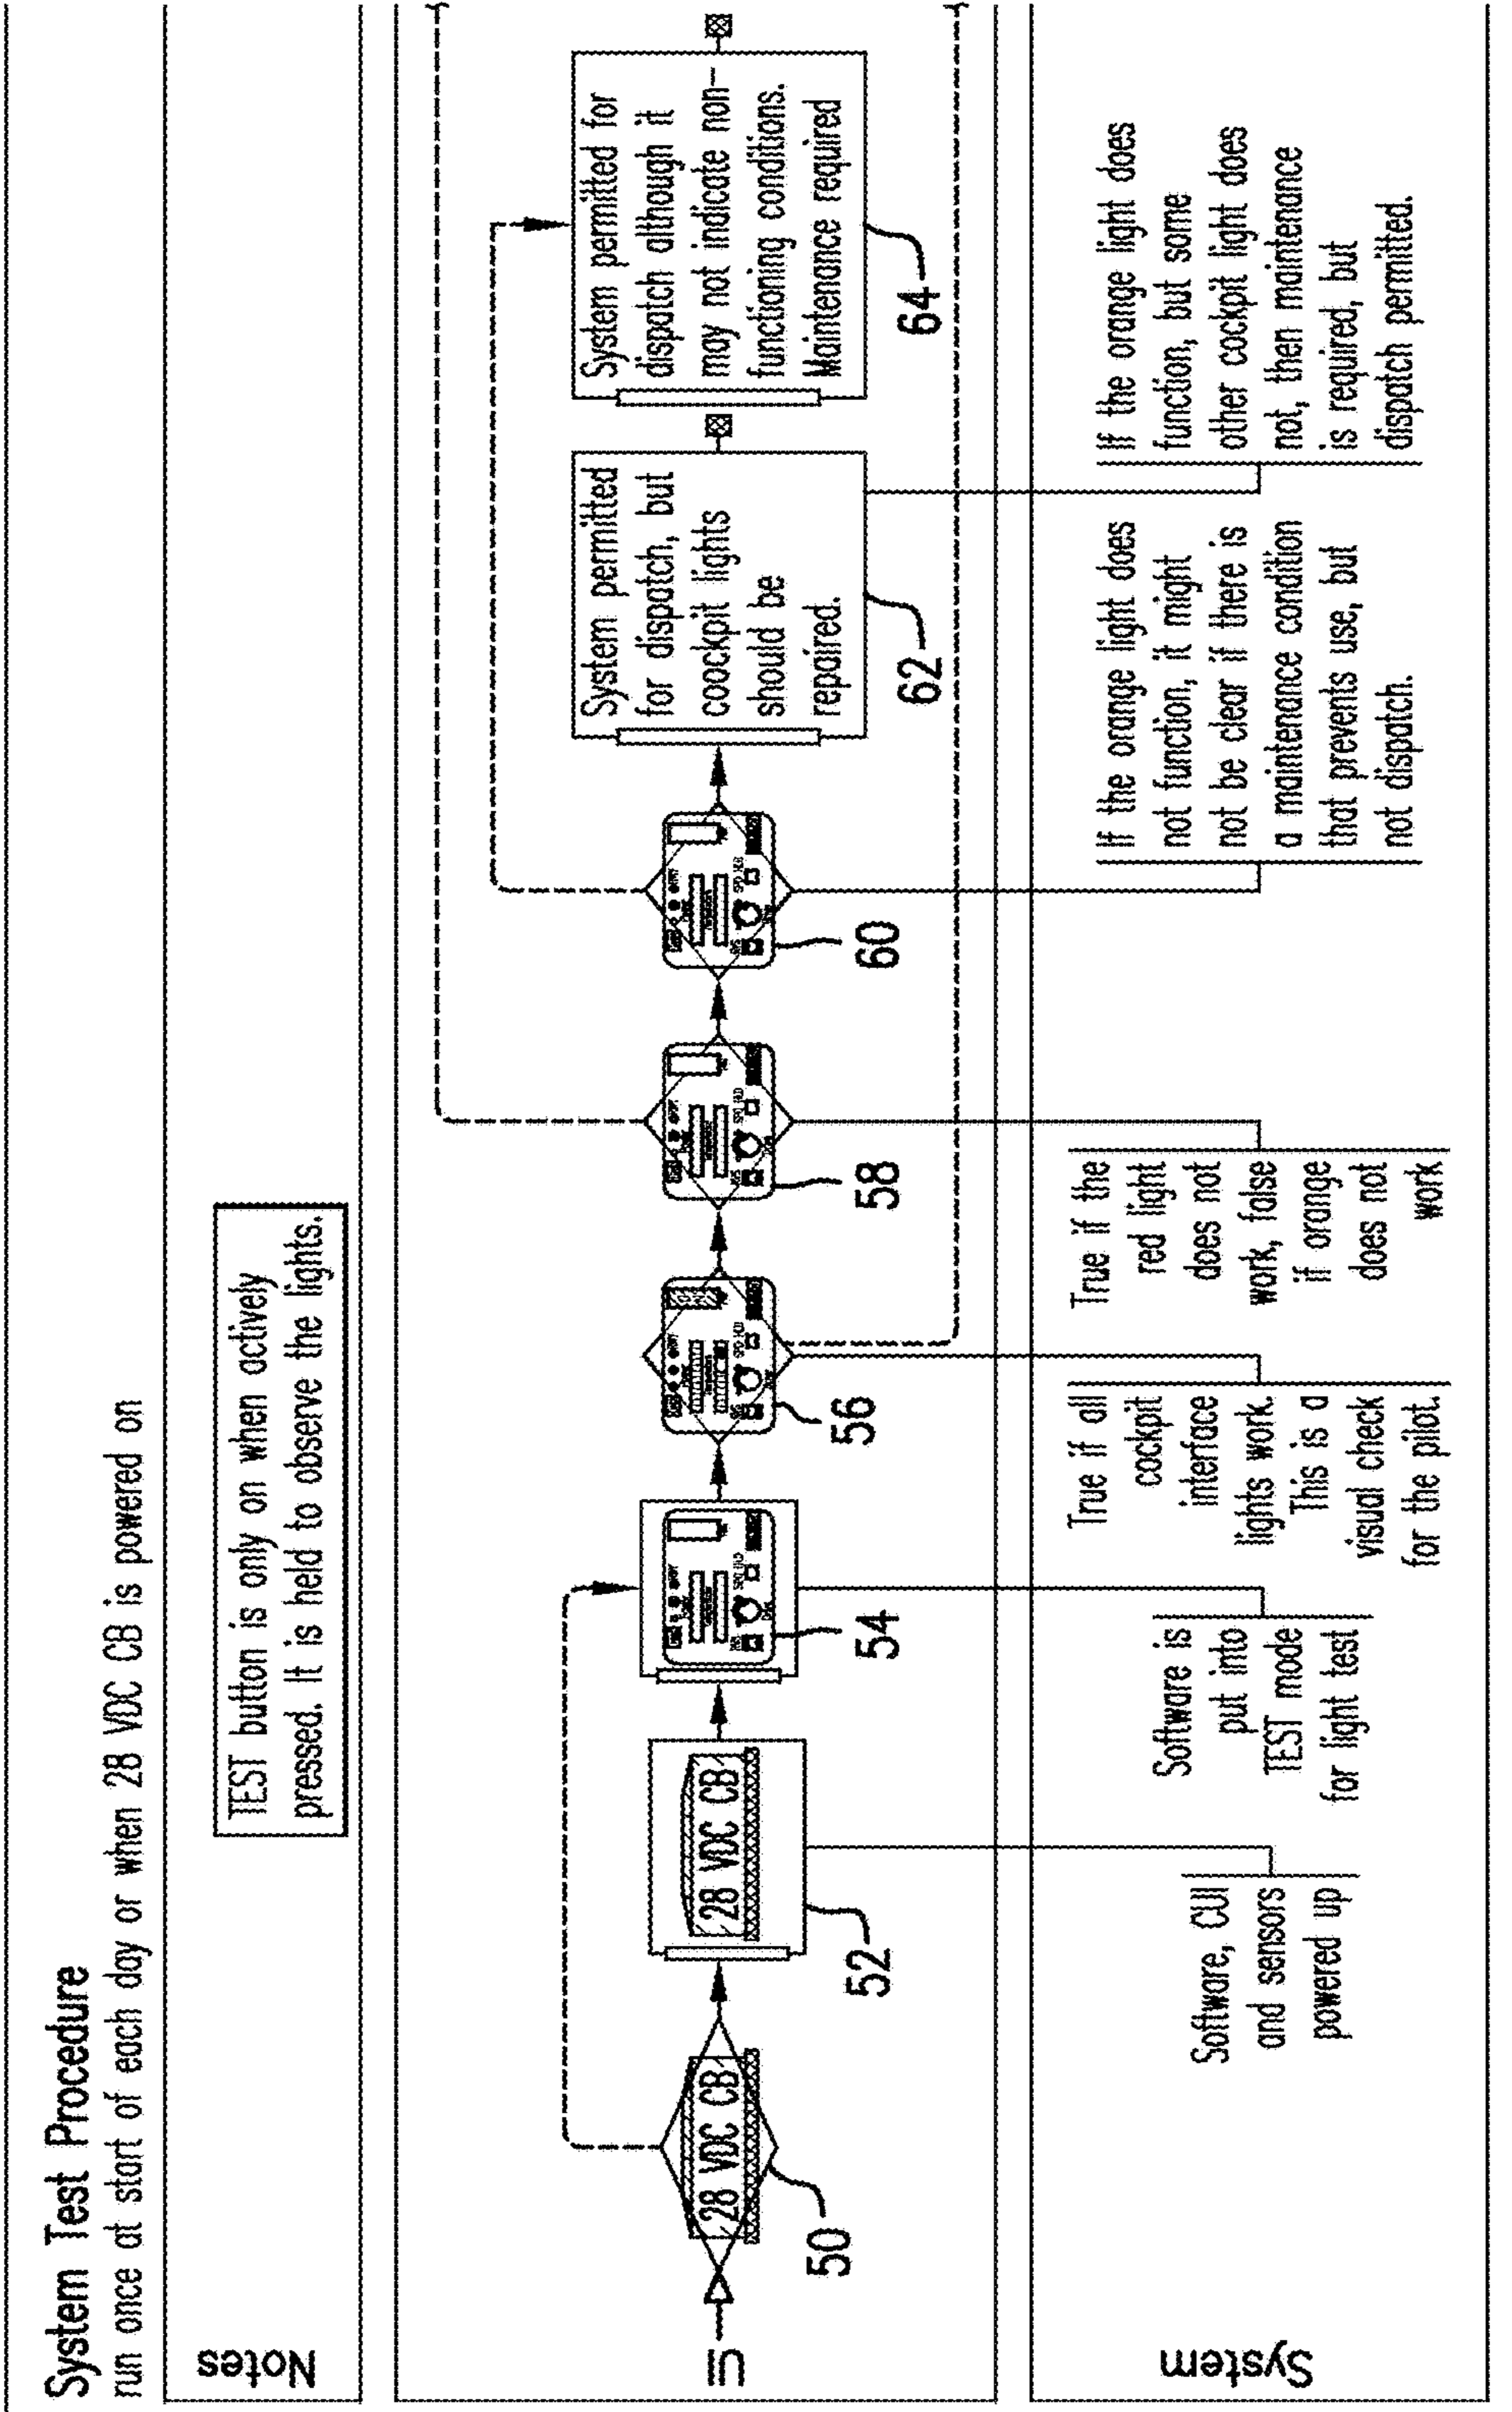 System Test Procedure
run once at start of each day or when 28 VDC CB is powered on
Notes
TEST button is only on when actively
pressed. It is held to observe the lights.
in
28 VDC CB
50
28 VDC CB
52
54
56
58
60
System permitted
for dispatch, but
coockpit lights
should be
repaired.
62
System permitted for
dispatch although it
may not indicate non-
functioning conditions.
Maintenance required
64
System
Software, CUI
and sensors
powered up
Software is
put into
TEST mode
for light test
True if all
cockpit
interface
lights work.
This is a
visual check
for the pilot.
True if the
red light
does not
work, false
if orange
does not
work
If the orange light does
not function, it might
not be clear if there is
a maintenance condition
that prevents use, but
not dispatch.
If the orange light does
function, but some
other cockpit light does
not, then maintenance
is required, but
dispatch permitted.